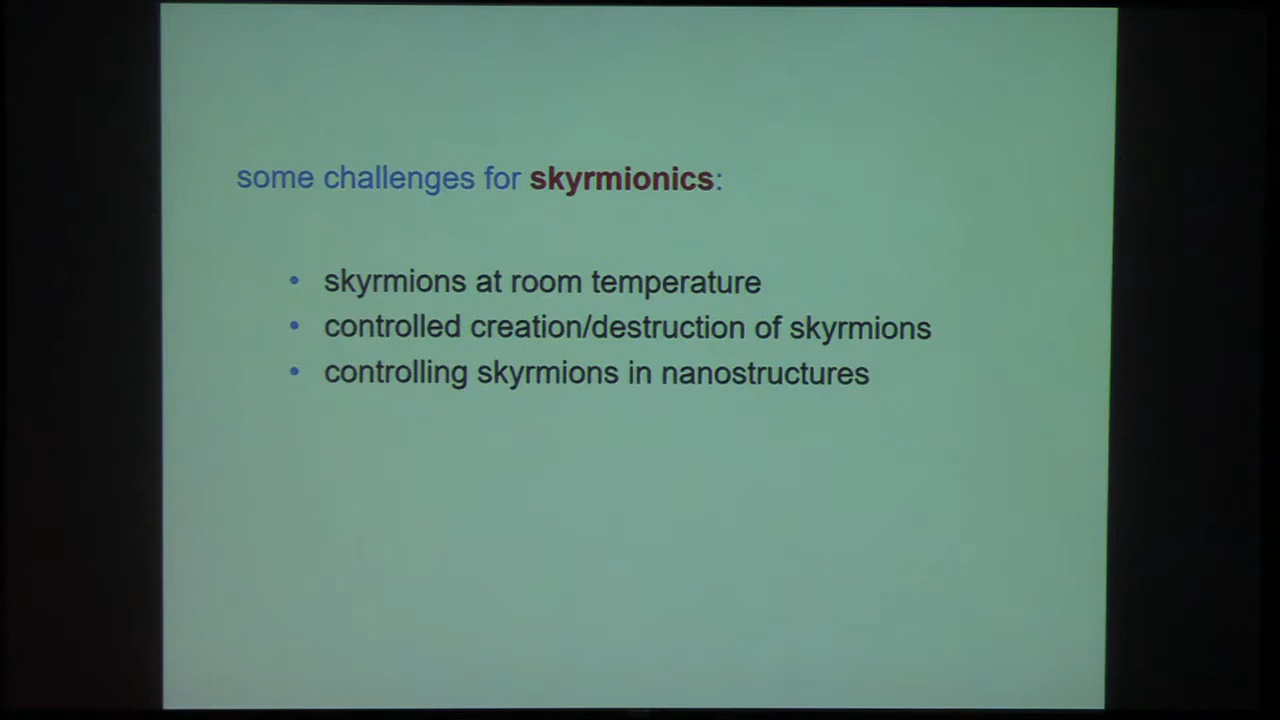 some challenges for skyrmionics:
• skyrmions at room temperature
• controlled creation/destruction of skyrmions
• controlling skyrmions in nanostructures